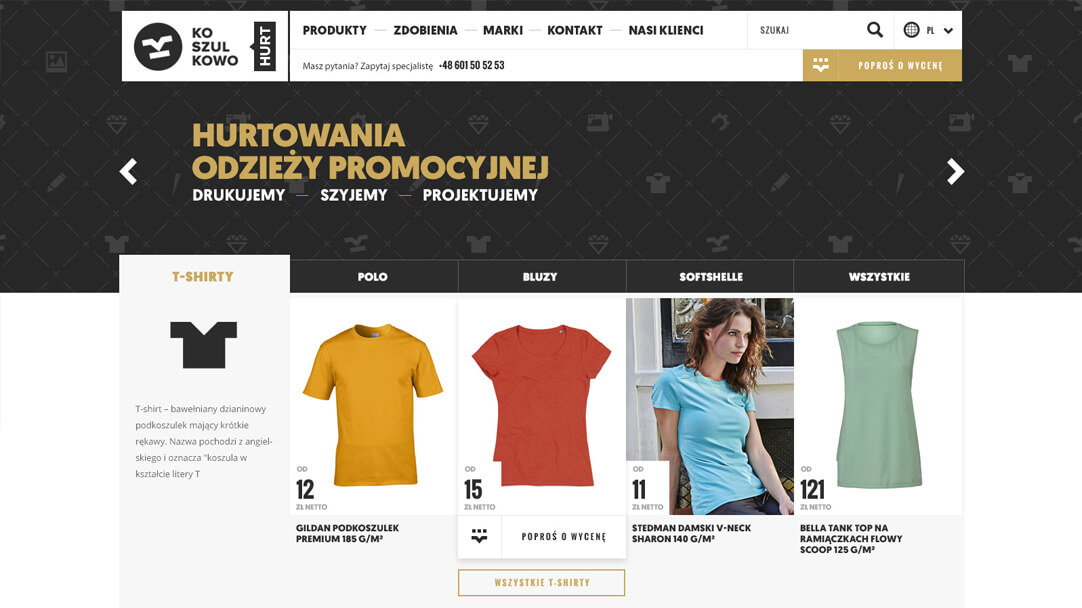 KO
SZUL
KOWO
HURT
PRODUKTY — ZDOBIENIA — MARKI — KONTAKT — NASI KLIENCI
SZUKAJ
PL
Masz pytania? Zapytaj specjalistę +48 601 50 52 53
POPROŚ O WYCENĘ
HURTOWANIA
ODZIEŻY PROMOCYJNEJ
DRUKUJEMY — SZYJEMY — PROJEKTUJEMY
T-SHIRTY
POLO
BLUZY
SOFTSHELLE
WSZYSTKIE
T-shirt – bawełniany dzianinowy
podkoszulek mający krótkie
rękawy. Nazwa pochodzi z angiel-
skiego i oznacza "koszula w
kształcie litery T
OD
12
ZŁ NETTO
GILDAN PODKOSZULEK
PREMIUM 185 G/M²
OD
15
ZŁ NETTO
POPROŚ O WYCENĘ
OD
11
ZŁ NETTO
STEDMAN DAMSKI V-NECK
SHARON 140 G/M²
OD
121
ZŁ NETTO
BELLA TANK TOP NA
RAMIĄCZKACH FLOWY
SCOOP 125 G/M²
WSZYSTKIE T-SHIRTY